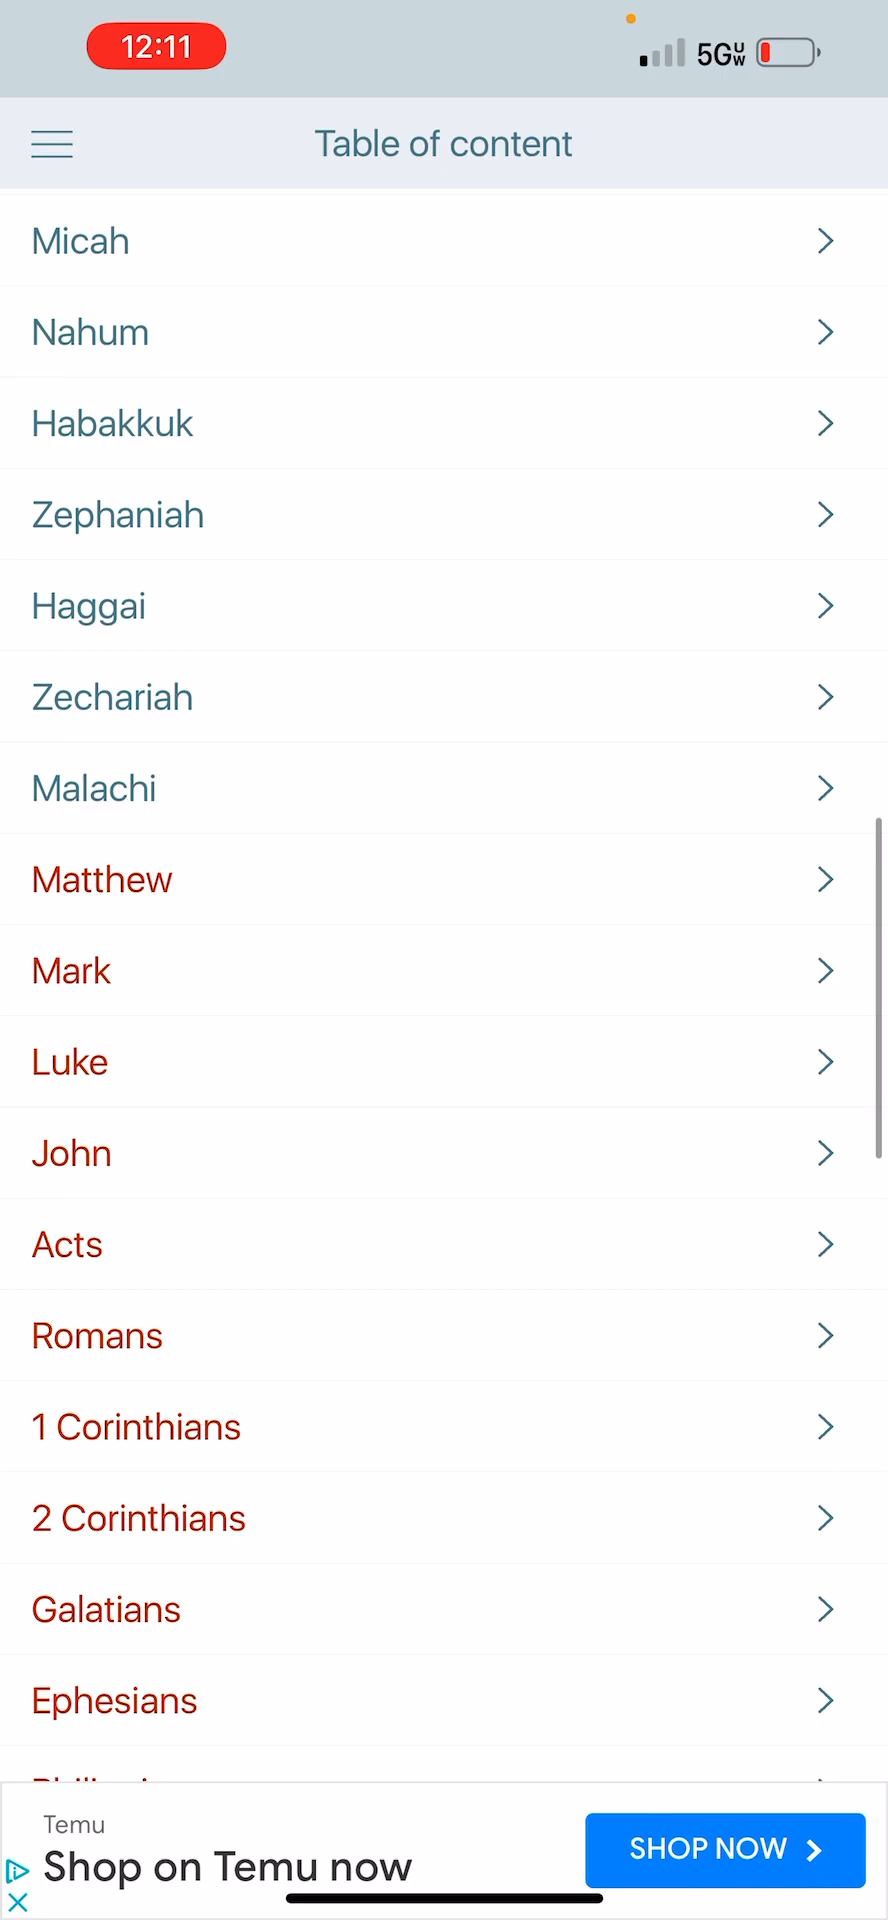 12:11
5G UW
Table of content
Micah
Nahum
Habakkuk
Zephaniah
Haggai
Zechariah
Malachi
Matthew
Mark
Luke
John
Acts
Romans
1 Corinthians
2 Corinthians
Galatians
Ephesians
Temu
Shop on Temu now
SHOP NOW